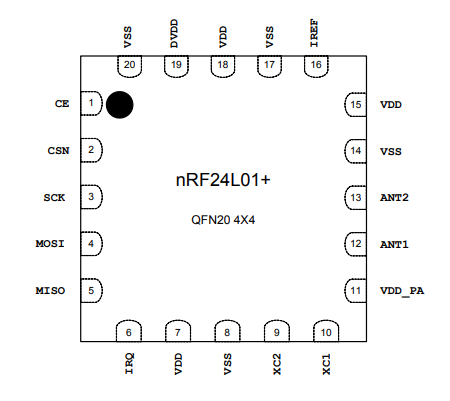 VSS DVDD VDD VSS IREF
20 19 18 17 16
CE 1 15 VDD
CSN 2 14 VSS
nRF24L01+
SCK 3 13 ANT2
QFN20 4X4
MOSI 4 12 ANT1
MISO 5 11 VDD_PA
6 7 8 9 10
IRQ VDD VSS XC2 XC1